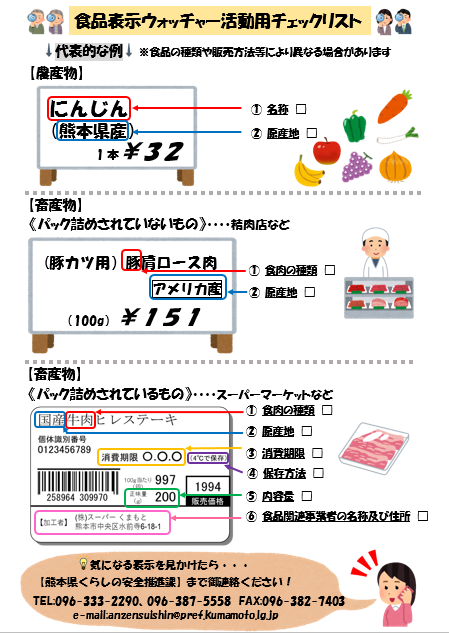 食品表示ウォッチャー活動用チェックリスト
↓代表的な例↓ ※食品の種類や販売方法等により異なる場合があります
【農産物】
にんじん
(熊本県産)
1本￥32
① 名称 □
② 原産地 □
【畜産物】
《パック詰めされていないもの》・・・・精肉店など
(豚カツ用) 豚肩ロース肉
アメリカ産
(100g) ￥151
① 食肉の種類 □
② 原産地 □
【畜産物】
《パック詰めされているもの》・・・・スーパーマーケットなど
国産牛肉ヒレステーキ
個体識別番号
0123456789
消費期限 〇.〇.〇 (4℃で保存)
100g当たり(円) 997
正味量(g) 200
1994
販売価格
258964 309970
【加工者】 (株)スーパー くまもと
熊本市中央区水前寺6-18-1
① 食肉の種類 □
② 原産地 □
③ 消費期限 □
④ 保存方法 □
⑤ 内容量 □
⑥ 食品関連事業者の名称及び住所 □
気になる表示を見かけたら・・・
【熊本県くらしの安全推進課】まで御連絡ください！
TEL:096-333-2290、096-387-5558 FAX:096-382-7403
e-mail:anzensuishin@pref.kumamoto.lg.jp